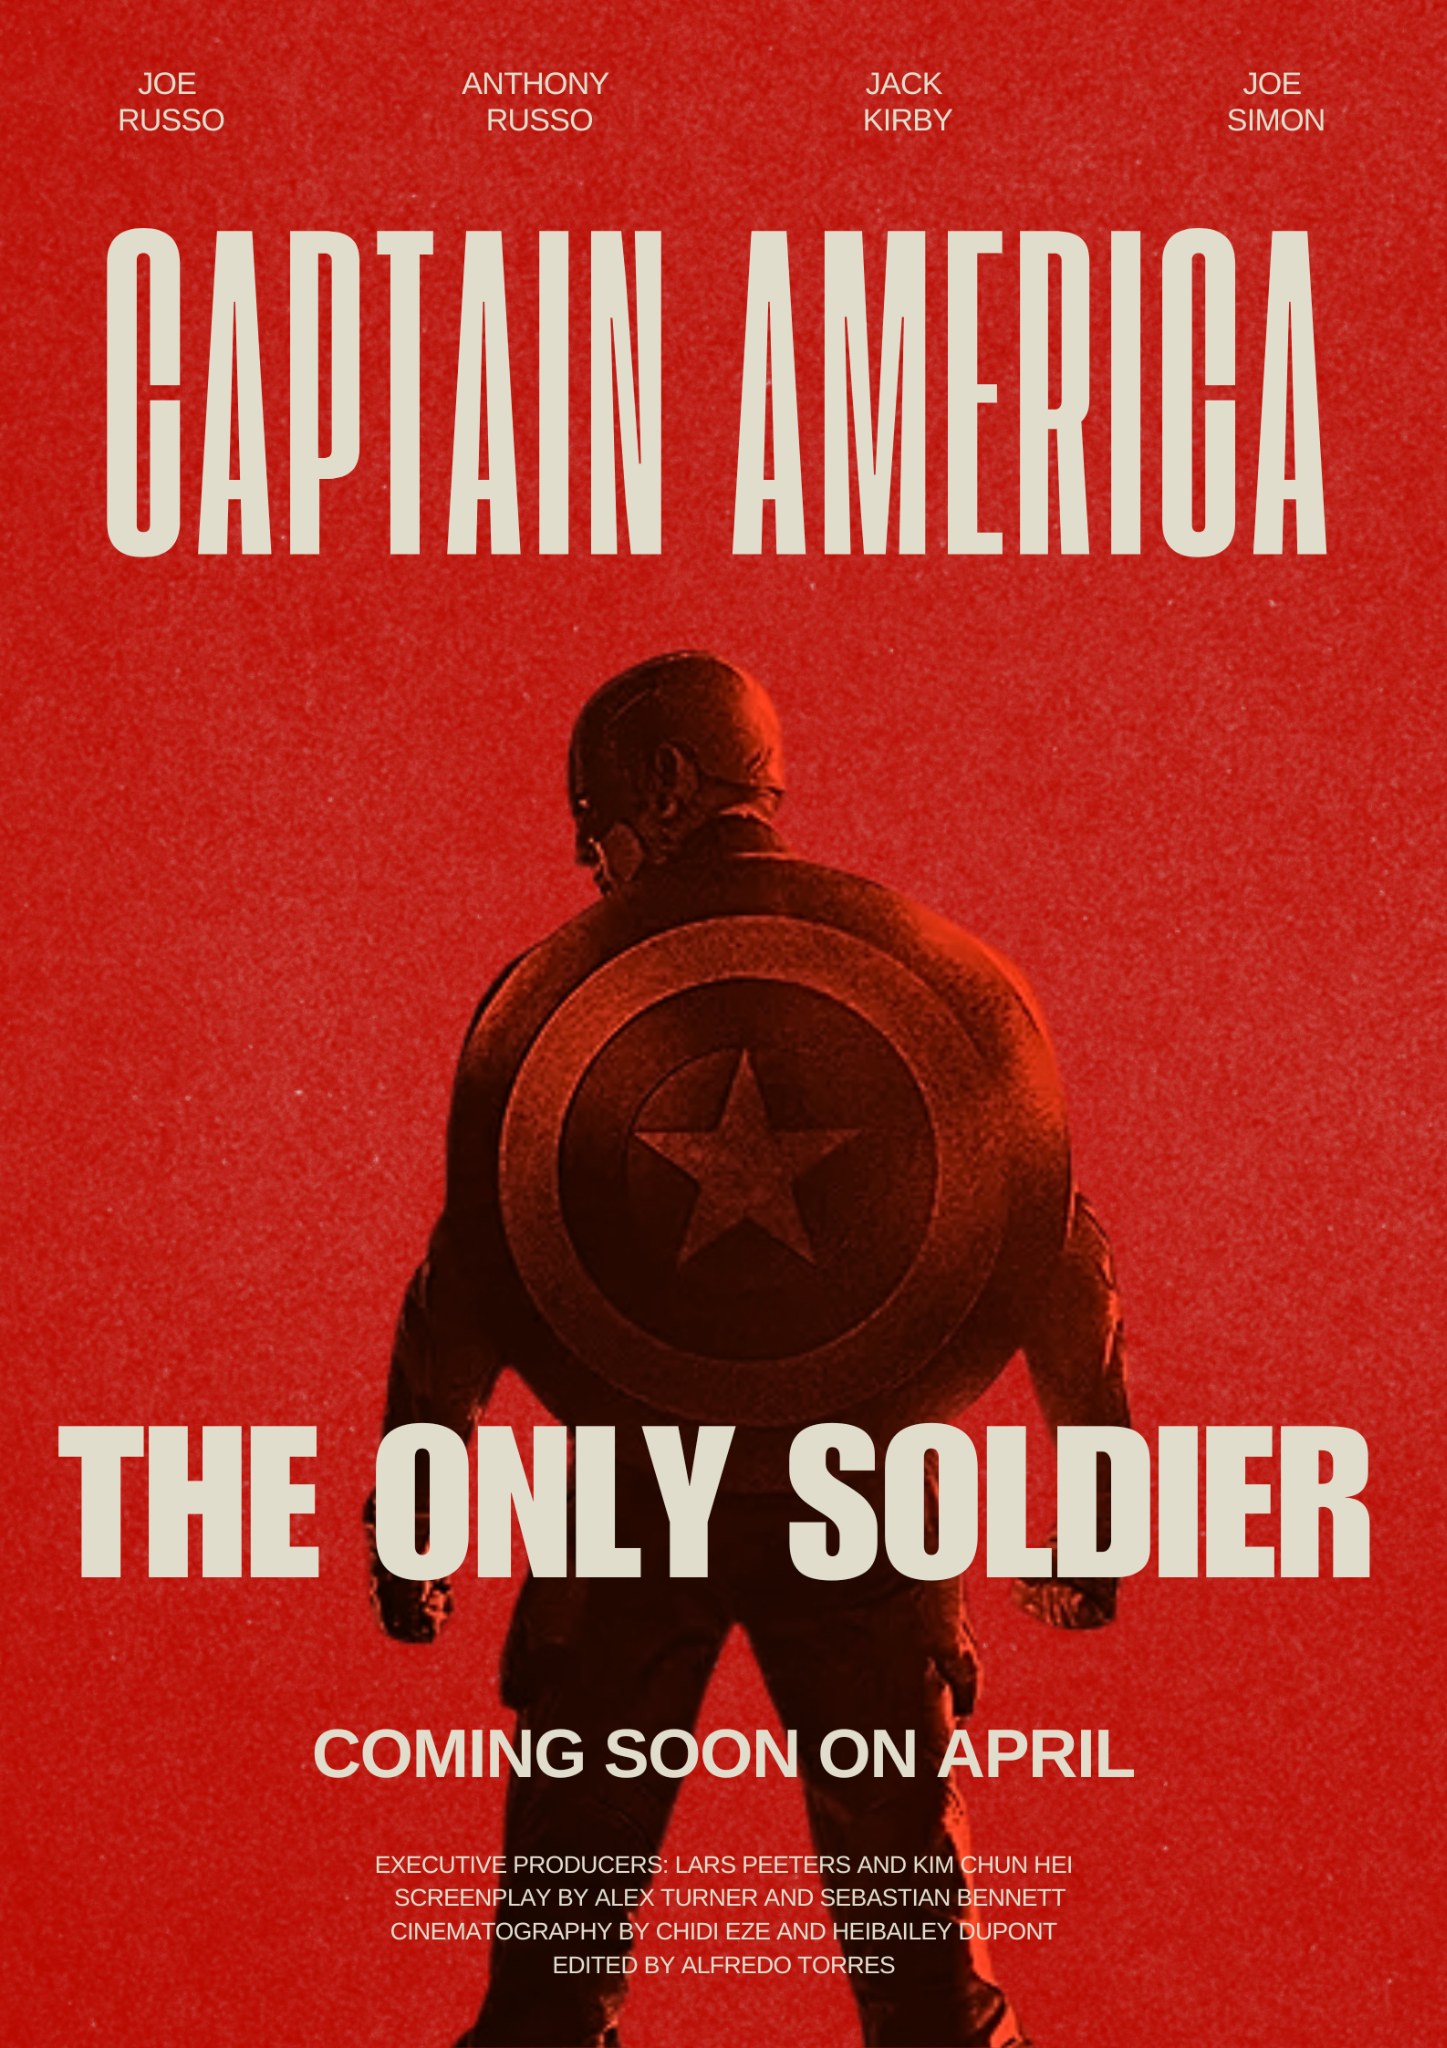 JOE ANTHONY JACK JOE
RUSSO RUSSO KIRBY SIMON
CAPTAIN AMERICA
THE ONLY SOLDIER
COMING SOON ON APRIL
EXECUTIVE PRODUCERS: LARS PEETERS AND KIM CHUN HEI
SCREENPLAY BY ALEX TURNER AND SEBASTIAN BENNETT
CINEMATOGRAPHY BY CHIDI EZE AND HEIBAILEY DUPONT
EDITED BY ALFREDO TORRES